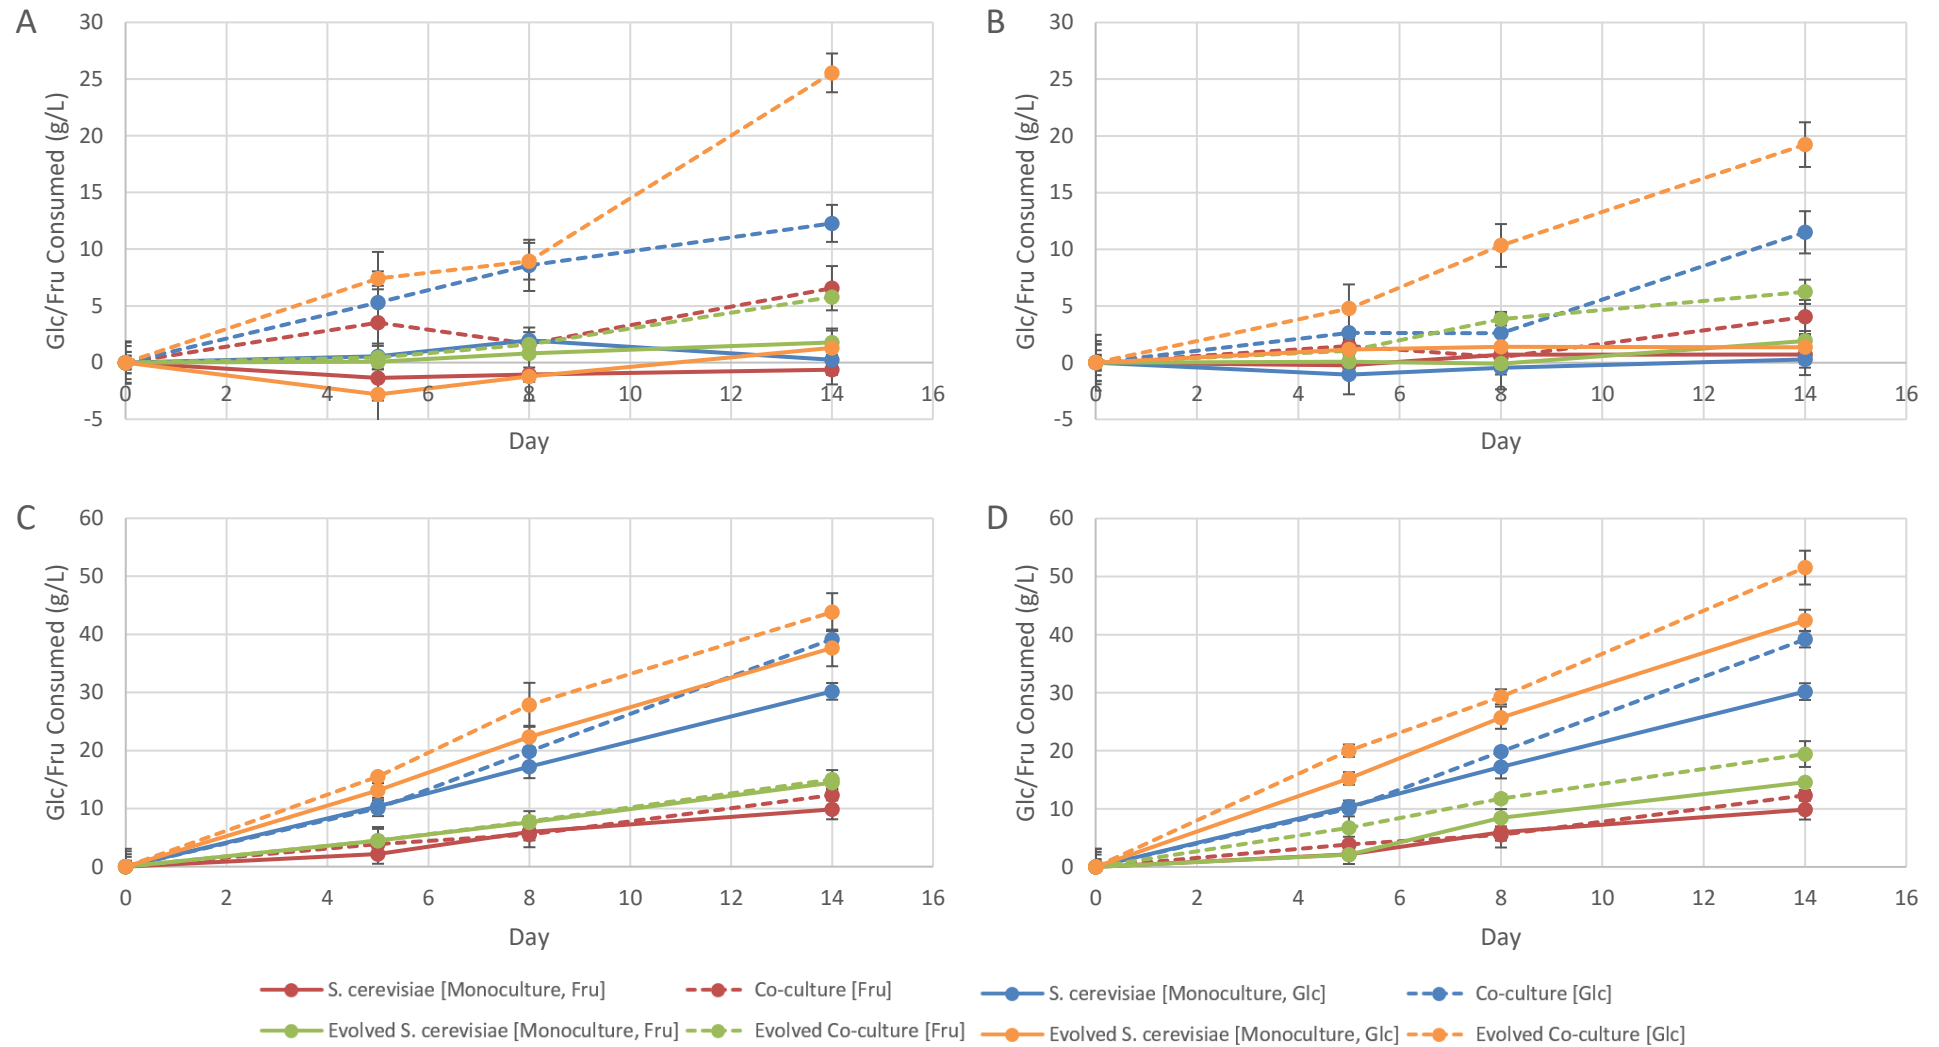 A
30
25
20
15
10
5
0
-5
Glc/Fru Consumed (g/L)
0 2 4 6 8 10 12 14 16
Day
B
30
25
20
15
10
5
0
-5
Glc/Fru Consumed (g/L)
0 2 4 6 8 10 12 14 16
Day
C
60
50
40
30
20
10
0
Glc/Fru Consumed (g/L)
0 2 4 6 8 10 12 14 16
Day
D
60
50
40
30
20
10
0
Glc/Fru Consumed (g/L)
0 2 4 6 8 10 12 14 16
Day
S. cerevisiae [Monoculture, Fru] Co-culture [Fru] S. cerevisiae [Monoculture, Glc] Co-culture [Glc]
Evolved S. cerevisiae [Monoculture, Fru] Evolved Co-culture [Fru] Evolved S. cerevisiae [Monoculture, Glc] Evolved Co-culture [Glc]